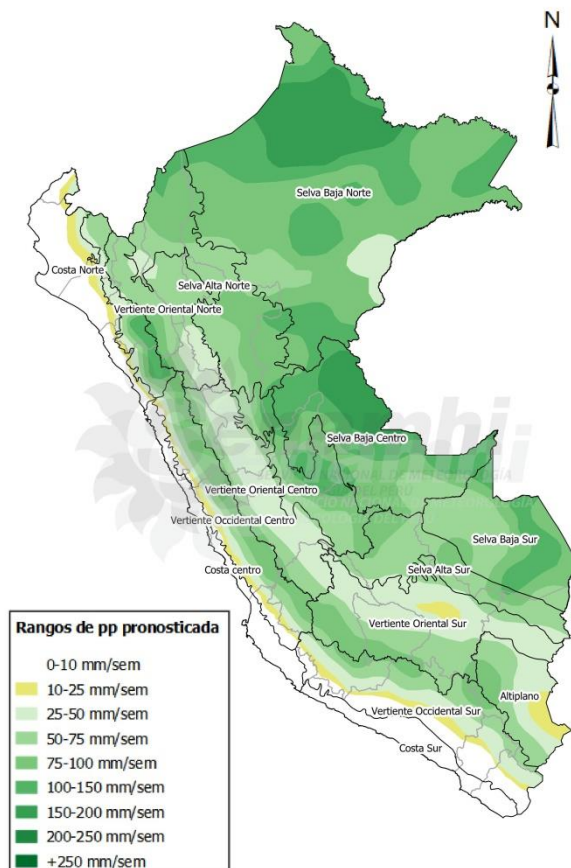 N
Selva Baja Norte
Costa Norte
Selva Alta Norte
Vertiente Oriental Norte
Selva Baja Centro
Vertiente Oriental Centro
Vertiente Occidental Centro
Selva Baja Sur
Costa centro
Selva Alta Sur
Vertiente Oriental Sur
Altiplano
Vertiente Occidental Sur
Costa Sur
Rangos de pp pronosticada
0-10 mm/sem
10-25 mm/sem
25-50 mm/sem
50-75 mm/sem
75-100 mm/sem
100-150 mm/sem
150-200 mm/sem
200-250 mm/sem
+250 mm/sem